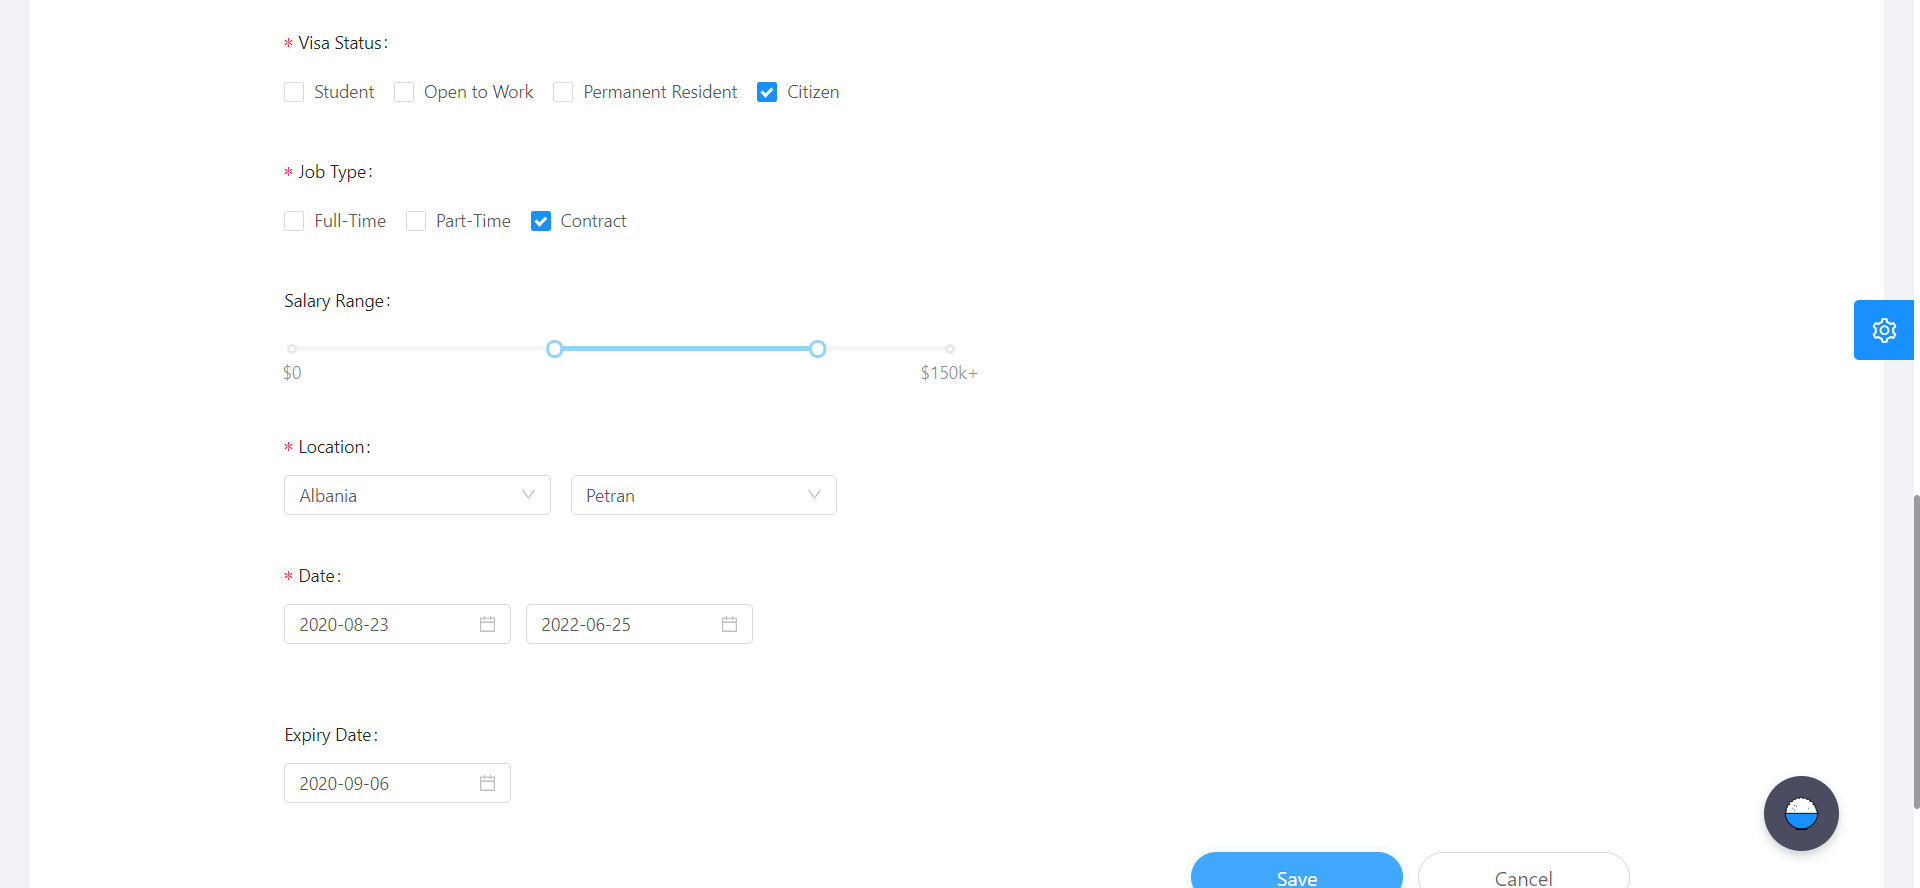 * Visa Status:
Student Open to Work Permanent Resident Citizen
* Job Type:
Full-Time Part-Time Contract
Salary Range:
$0 $150k+
* Location:
Albania Petran
* Date:
2020-08-23 2022-06-25
Expiry Date:
2020-09-06
Save Cancel